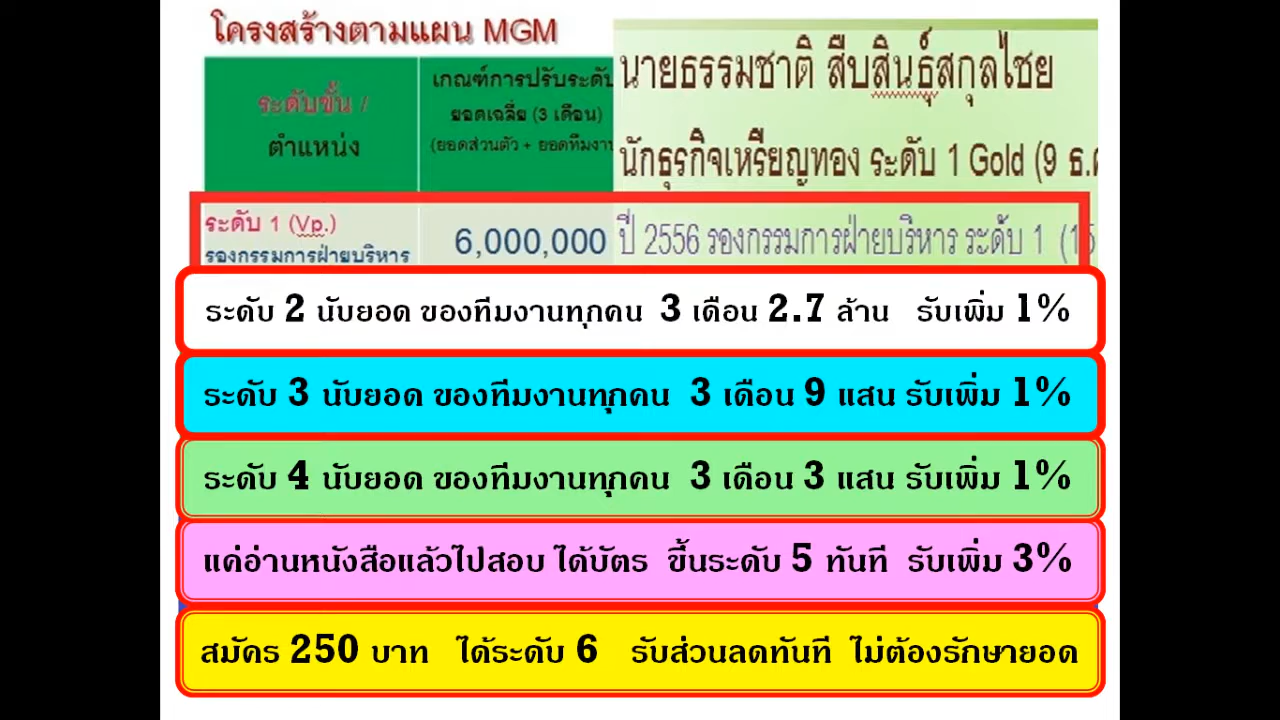 โครงสร้างตามแผน MGM
ระดับขั้น /
ตำแหน่ง
เกณฑ์การปรับระดับ
ยอดเฉลี่ย (3 เดือน)
(ยอดส่วนตัว + ยอดทีมงาน
นายธรรมชาติ สืบสินธุ์สกุลไชย
นักธุรกิจเหรียญทอง ระดับ 1 Gold (9 ธ.ค
ระดับ 1 (Vp.)
รองกรรมการฝ่ายบริหาร
6,000,000
ปี 2556 รองกรรมการฝ่ายบริหาร ระดับ 1 (15
ระดับ 2 นับยอด ของทีมงานทุกคน 3 เดือน 2.7 ล้าน รับเพิ่ม 1%
ระดับ 3 นับยอด ของทีมงานทุกคน 3 เดือน 9 แสน รับเพิ่ม 1%
ระดับ 4 นับยอด ของทีมงานทุกคน 3 เดือน 3 แสน รับเพิ่ม 1%
แค่อ่านหนังสือแล้วไปสอบ ได้บัตร ขึ้นระดับ 5 ทันที รับเพิ่ม 3%
สมัคร 250 บาท ได้ระดับ 6 รับส่วนลดทันที ไม่ต้องรักษายอด